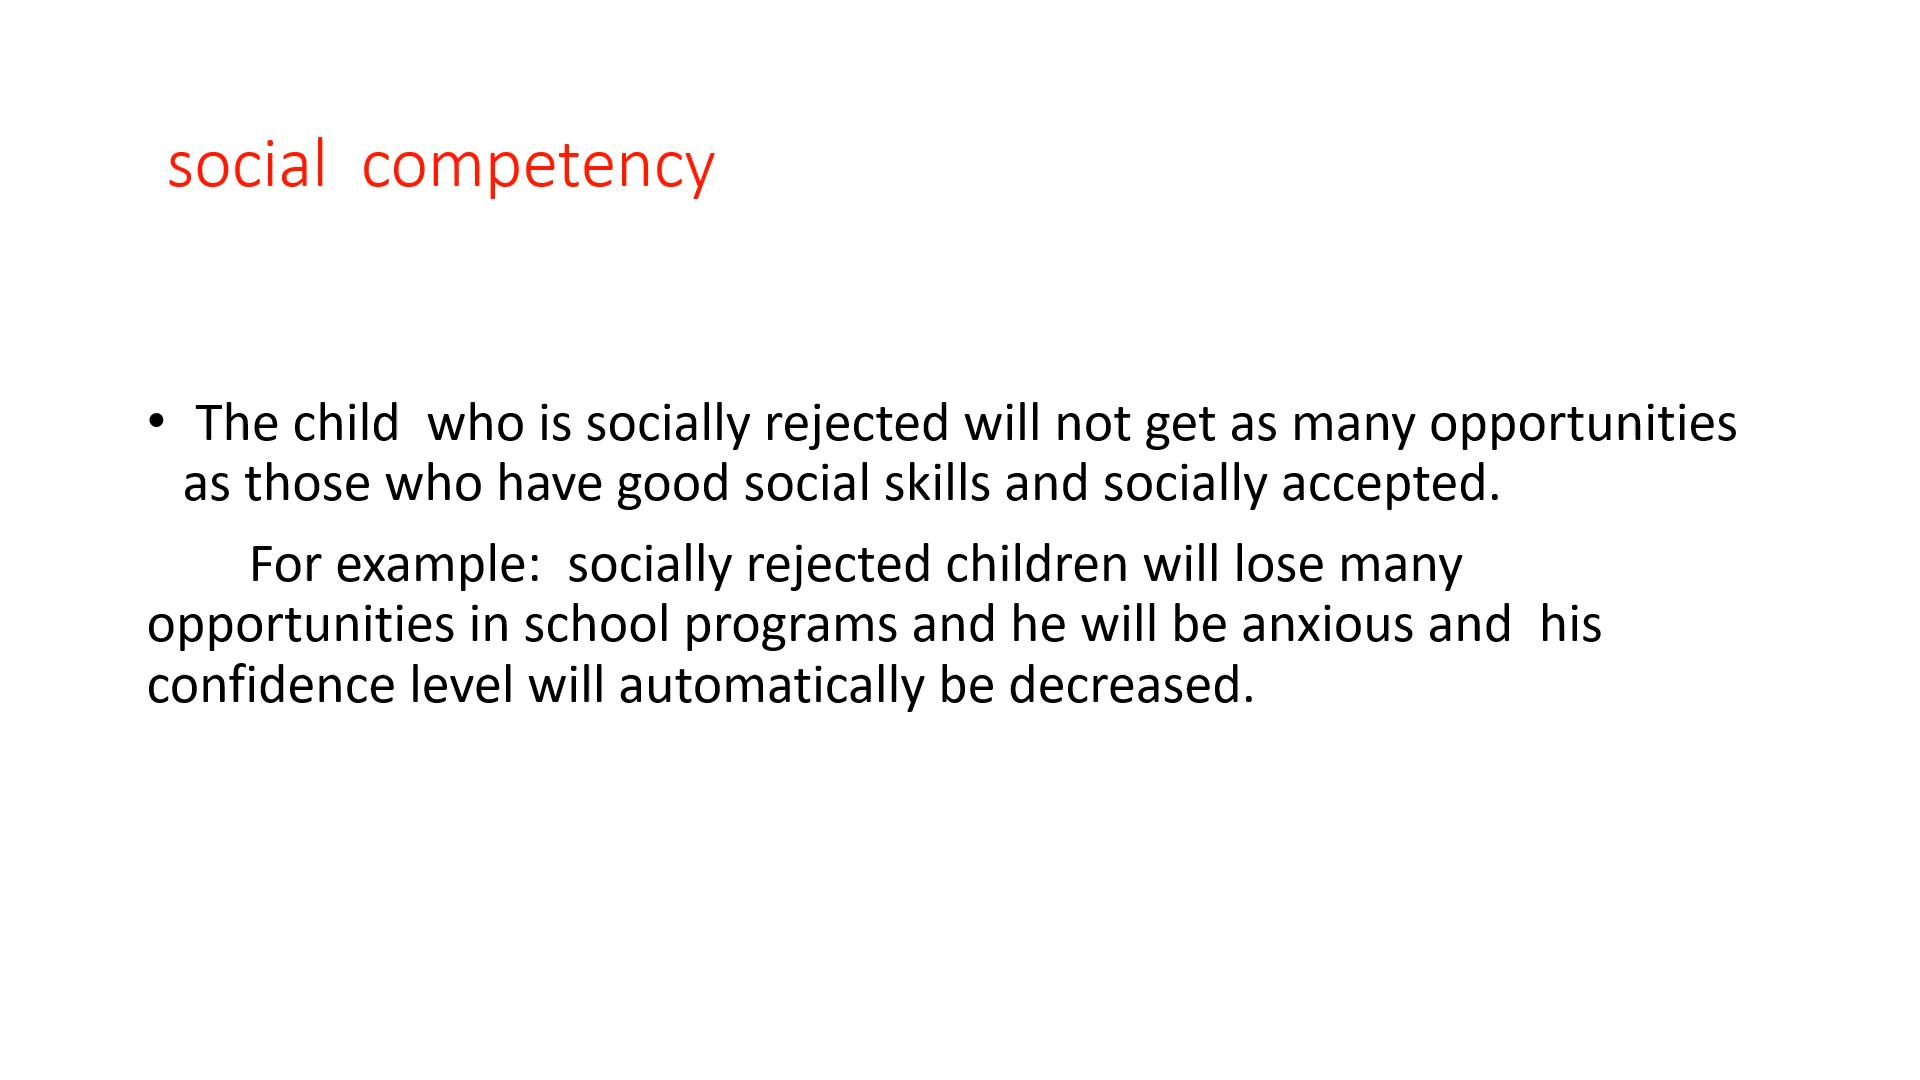 social  competency
•  The child  who is socially rejected will not get as many opportunities
as those who have good social skills and socially accepted.
For example:  socially rejected children will lose many
opportunities in school programs and he will be anxious and  his
confidence level will automatically be decreased.